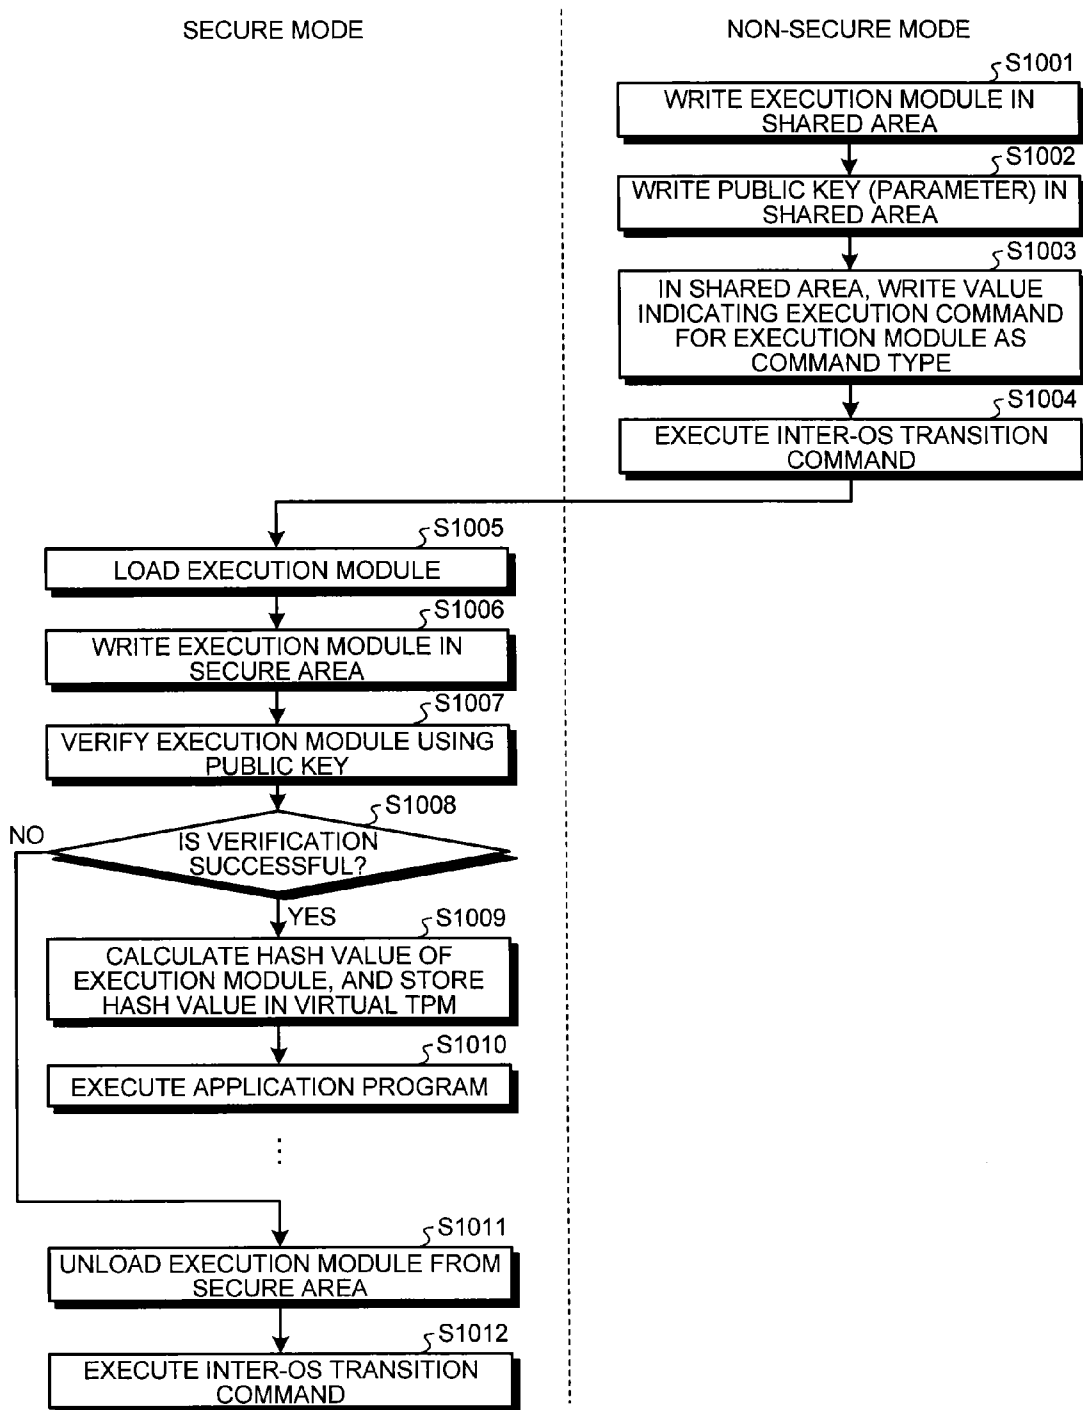 SECURE MODE
NON-SECURE MODE
S1001
WRITE EXECUTION MODULE IN
SHARED AREA
S1002
WRITE PUBLIC KEY (PARAMETER) IN
SHARED AREA
S1003
IN SHARED AREA, WRITE VALUE
INDICATING EXECUTION COMMAND
FOR EXECUTION MODULE AS
COMMAND TYPE
S1004
EXECUTE INTER-OS TRANSITION
COMMAND
S1005
LOAD EXECUTION MODULE
S1006
WRITE EXECUTION MODULE IN
SECURE AREA
S1007
VERIFY EXECUTION MODULE USING
PUBLIC KEY
S1008
NO
IS VERIFICATION
SUCCESSFUL?
YES
S1009
CALCULATE HASH VALUE OF
EXECUTION MODULE, AND STORE
HASH VALUE IN VIRTUAL TPM
S1010
EXECUTE APPLICATION PROGRAM
⋮
S1011
UNLOAD EXECUTION MODULE FROM
SECURE AREA
S1012
EXECUTE INTER-OS TRANSITION
COMMAND